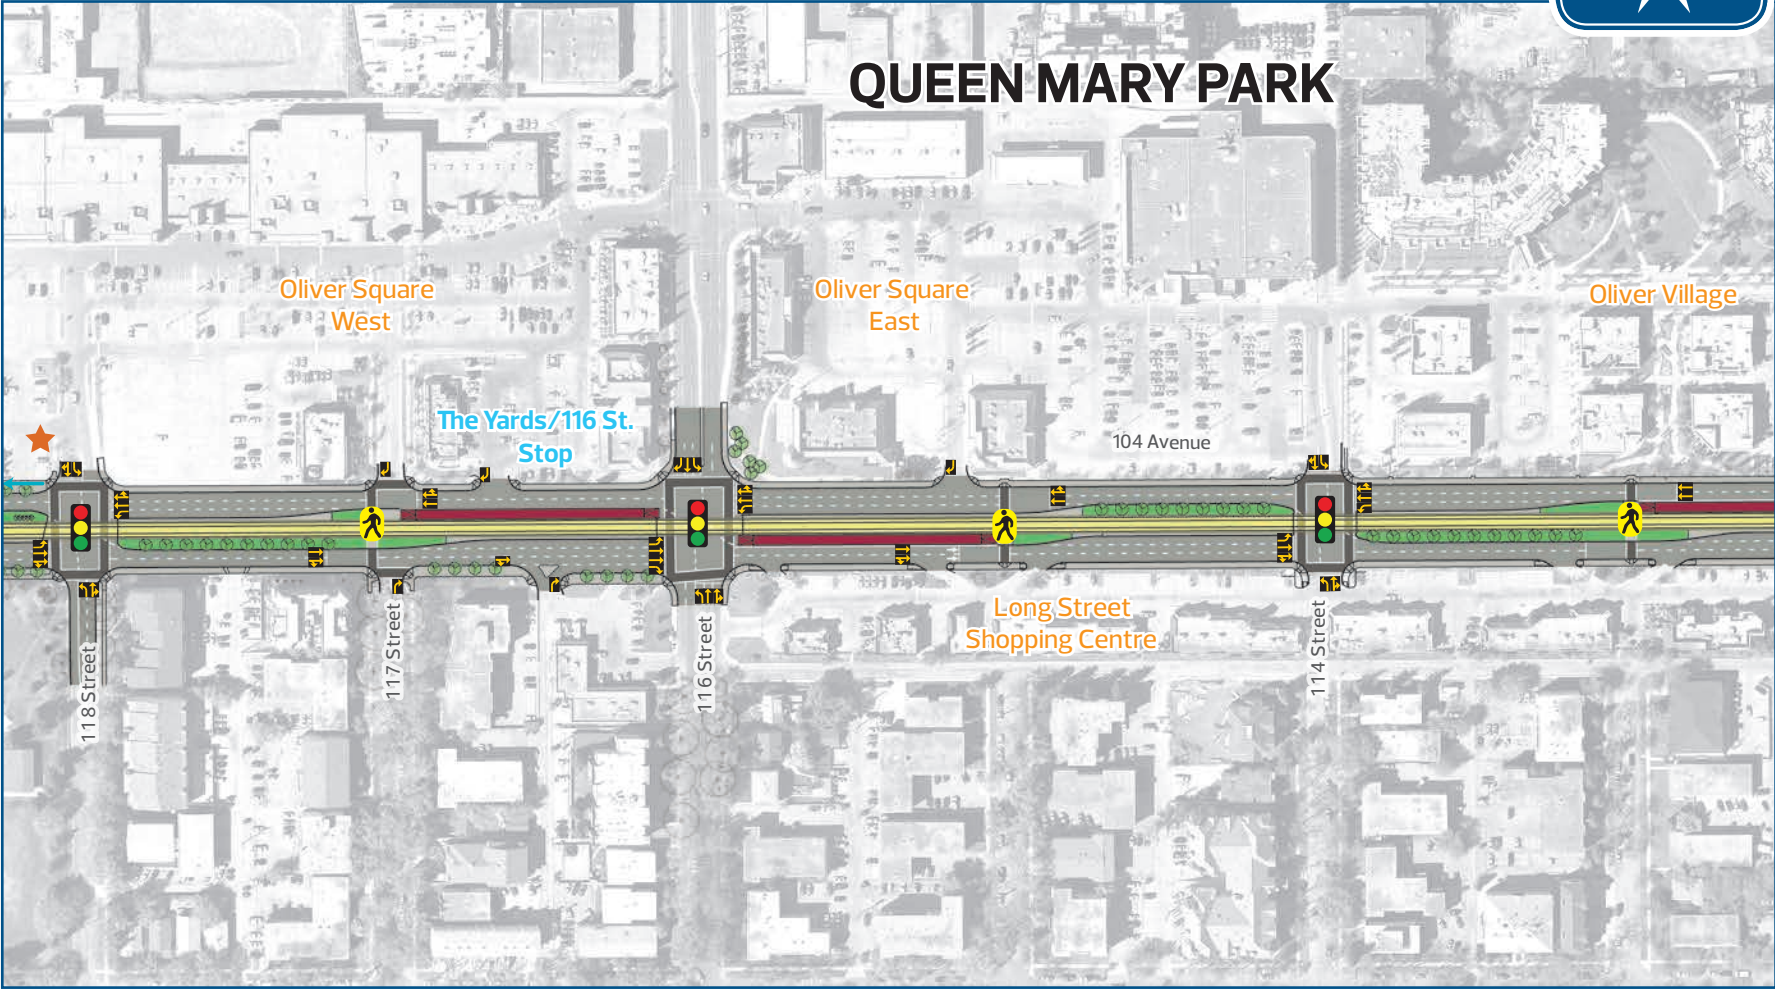 QUEEN MARY PARK
Oliver Square
West
Oliver Square
East
Oliver Village
The Yards/116 St.
Stop
104 Avenue
Long Street
Shopping Centre
118 Street
117 Street
116 Street
114 Street